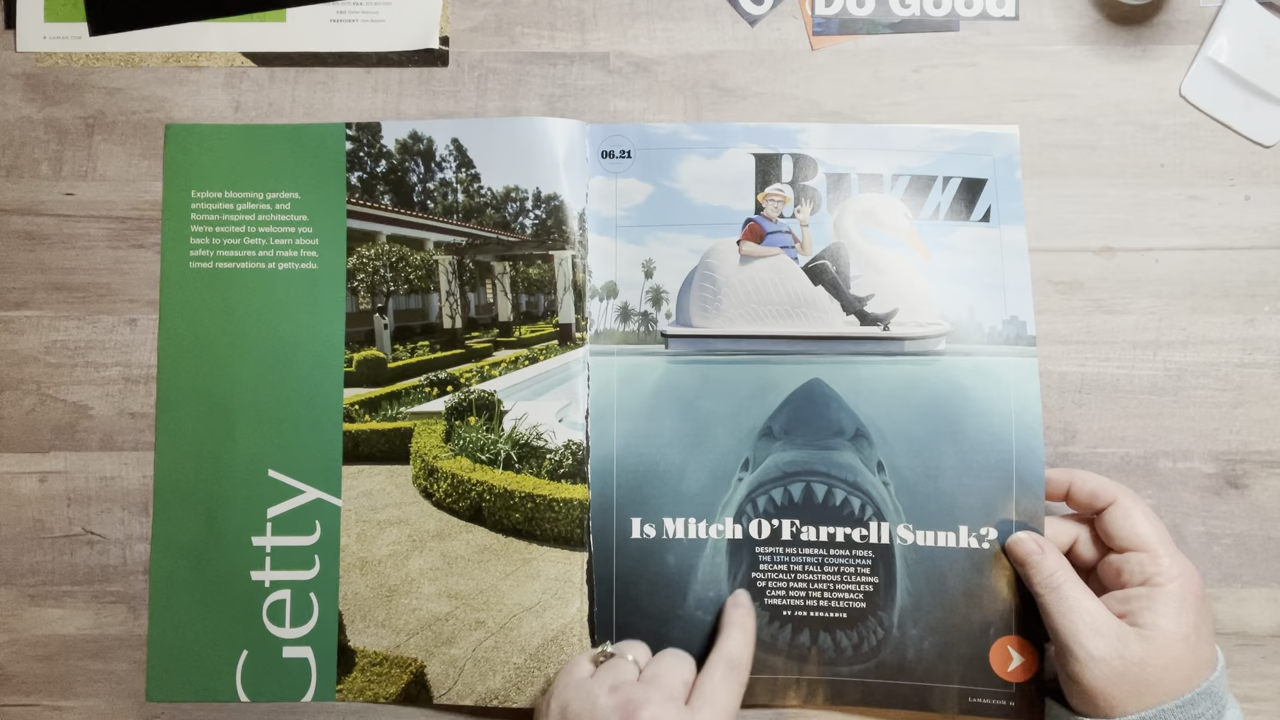 FAX:
PRESIDENT
LAMAG.COM
Do Good
Explore blooming gardens,
antiquities galleries, and
Roman-inspired architecture.
We're excited to welcome you
back to your Getty. Learn about
safety measures and make free,
timed reservations at getty.edu.
Getty
06.21
BUZZ
Is Mitch O'Farrell Sunk?
DESPITE HIS LIBERAL BONA FIDES,
THE 13TH DISTRICT COUNCILMAN
BECAME THE FALL GUY FOR THE
POLITICALLY DISASTROUS CLEARING
OF ECHO PARK LAKE'S HOMELESS
CAMP. NOW THE BLOWBACK
THREATENS HIS RE-ELECTION
BY JON REGARDIE
LAMAG.COM